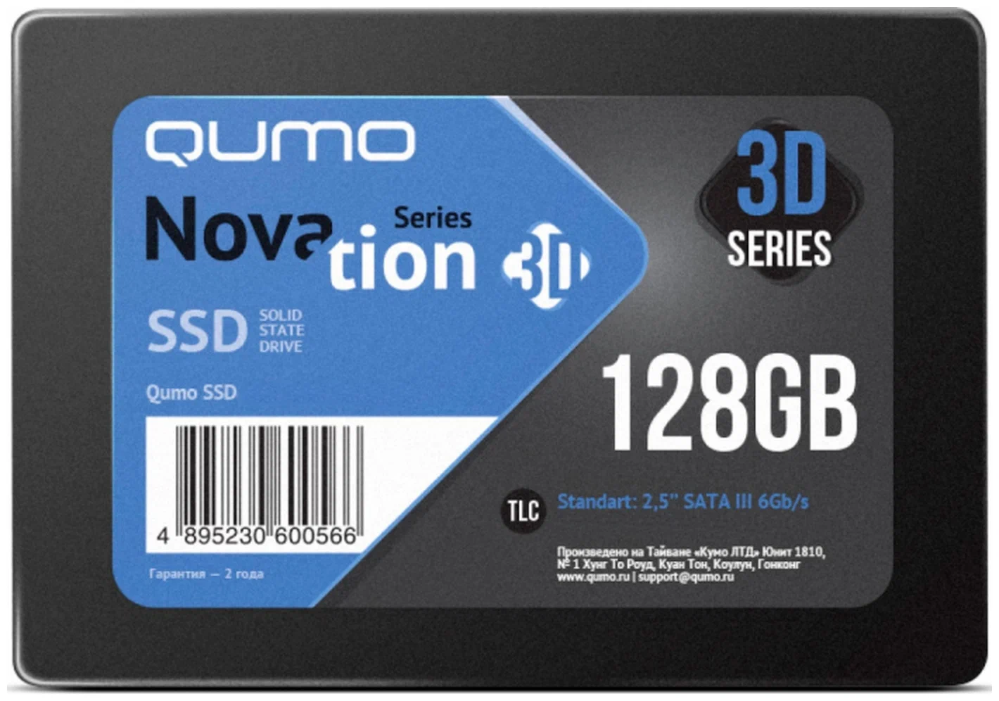 QUMO
Novation Series 3D
SSD SOLID STATE DRIVE
Qumo SSD
4 895230 600566
Гарантия — 2 года
3D
SERIES
128GB
TLC Standart: 2,5" SATA III 6Gb/s
Произведено на Тайване «Кумо ЛТД» Юнит 1810,
№ 1 Хунг То Роуд, Куан Тон, Коулун, Гонконг
www.qumo.ru | support@qumo.ru